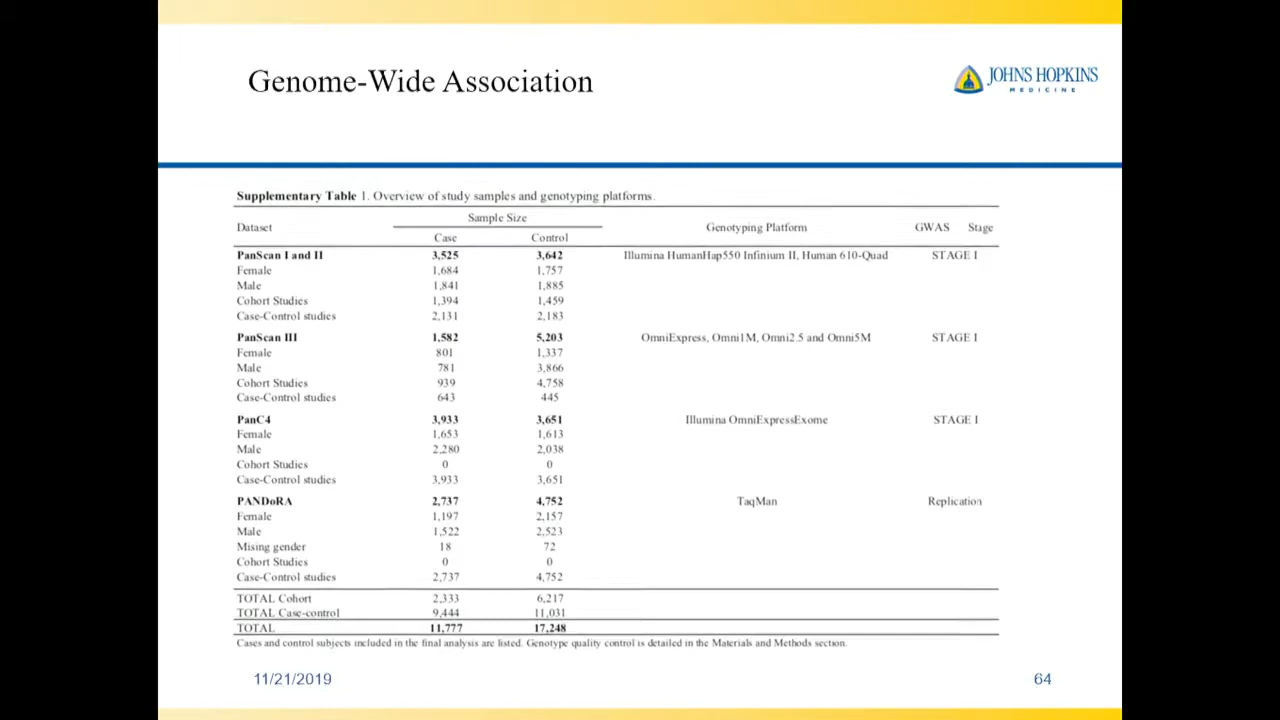 Genome-Wide Association
JOHNS HOPKINS
MEDICINE
Supplementary Table 1. Overview of study samples and genotyping platforms.
Dataset Sample Size Genotyping Platform GWAS Stage
Case Control
PanScan I and II 3,525 3,642 Illumina HumanHap550 Infinium II, Human 610-Quad STAGE I
Female 1,684 1,757
Male 1,841 1,885
Cohort Studies 1,394 1,459
Case-Control studies 2,131 2,183
PanScan III 1,582 5,203 OmniExpress, Omni1M, Omni2.5 and Omni5M STAGE I
Female 801 1,337
Male 781 3,866
Cohort Studies 939 4,758
Case-Control studies 643 445
PanC4 3,933 3,651 Illumina OmniExpressExome STAGE I
Female 1,653 1,613
Male 2,280 2,038
Cohort Studies 0 0
Case-Control studies 3,933 3,651
PANDoRA 2,737 4,752 TaqMan Replication
Female 1,197 2,157
Male 1,522 2,523
Mising gender 18 72
Cohort Studies 0 0
Case-Control studies 2,737 4,752
TOTAL Cohort 2,333 6,217
TOTAL Case-control 9,444 11,031
TOTAL 11,777 17,248
Cases and control subjects included in the final analysis are listed. Genotype quality control is detailed in the Materials and Methods section.
11/21/2019 64